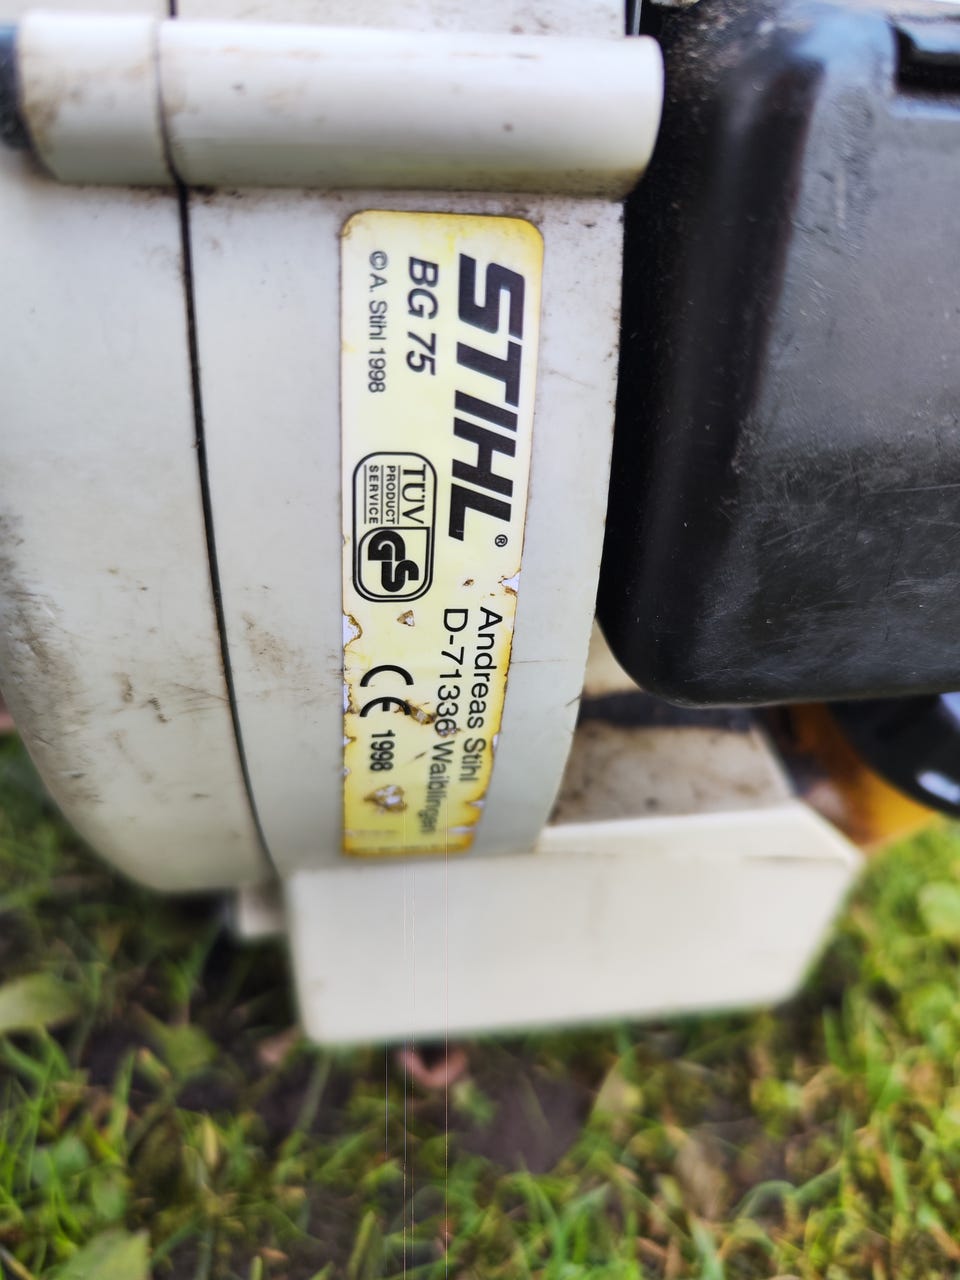 STIHL®
BG 75
©A. Stihl 1998
TÜV
PRODUCT
SERVICE
GS
Andreas Stihl
D-71336 Waiblingen
CE 1998